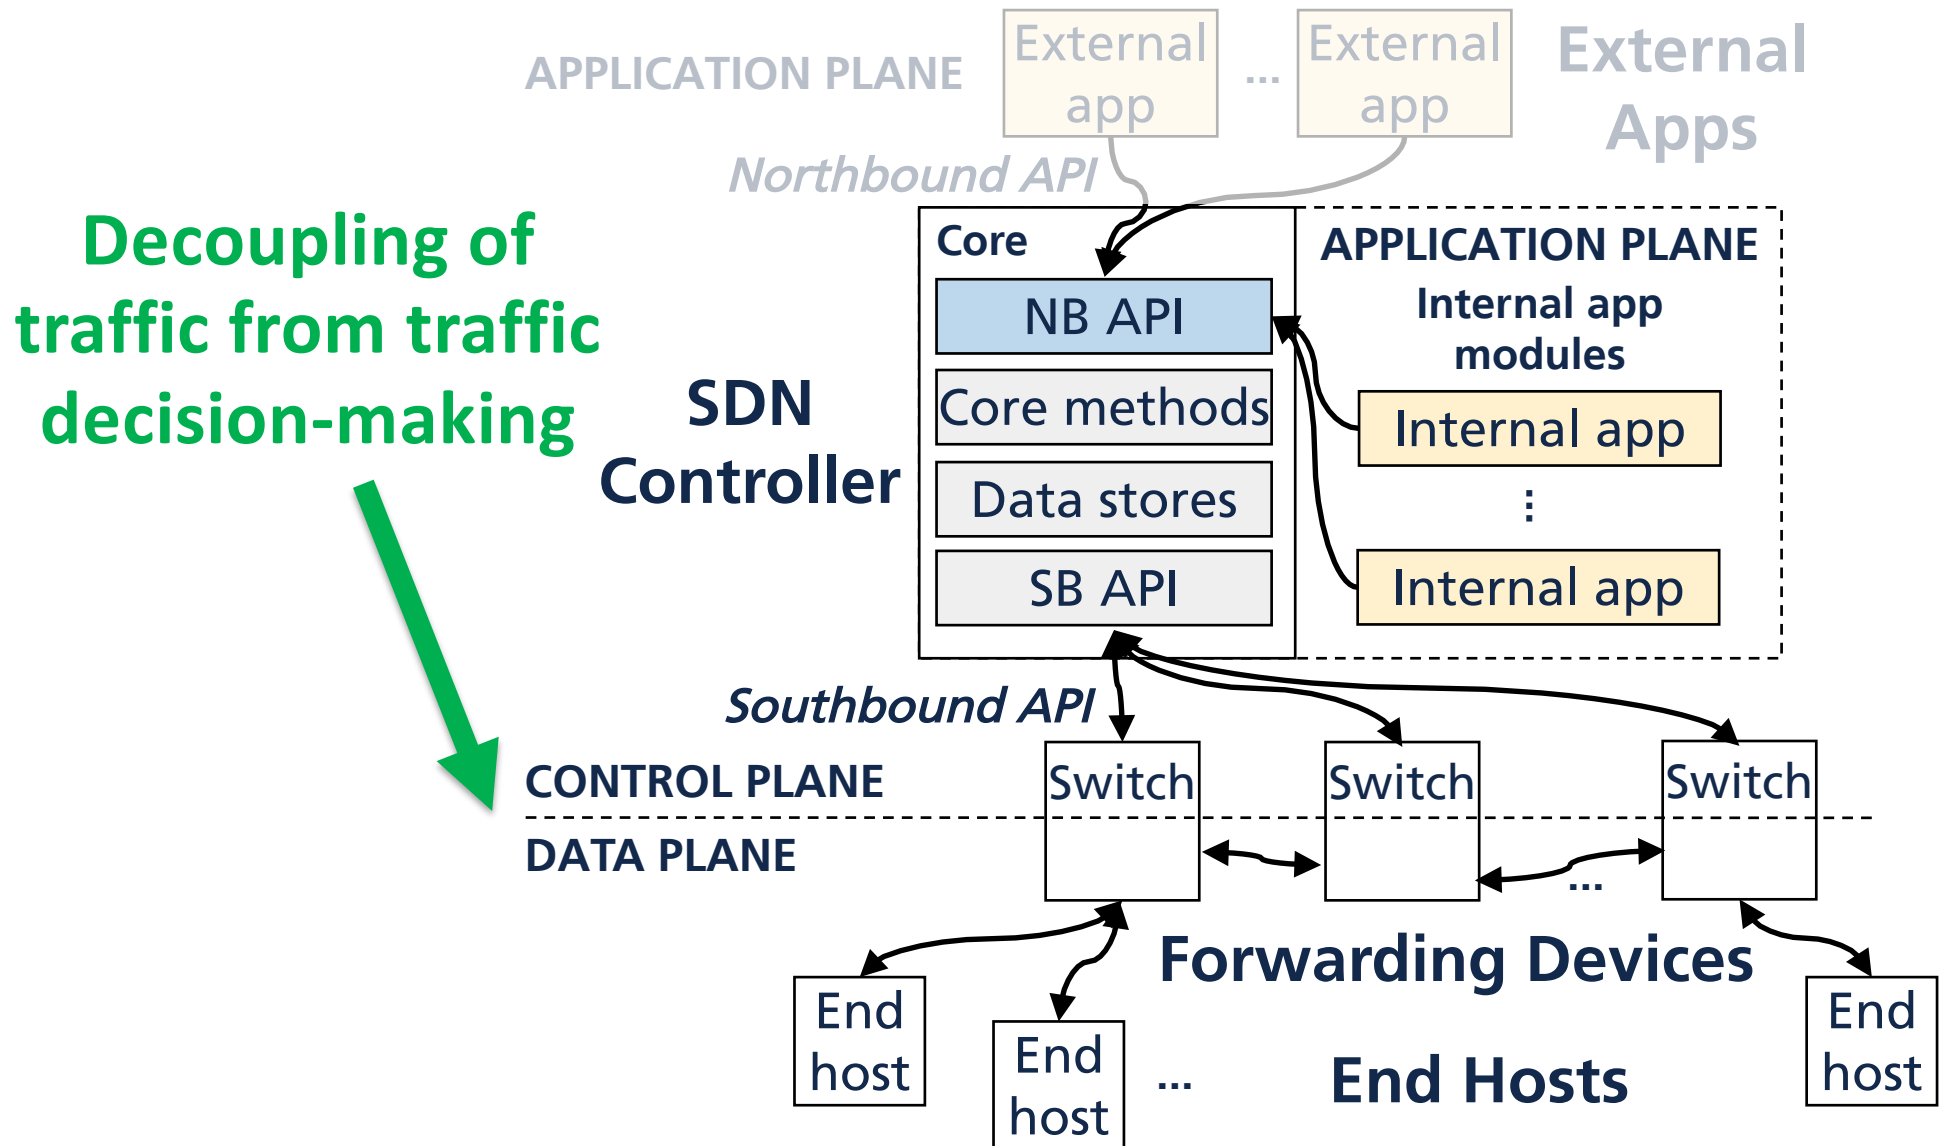 APPLICATION PLANE
External
app
...
External
app
External
Apps
Northbound API
Decoupling of
traffic from traffic
decision-making
SDN
Controller
Core
NB API
Core methods
Data stores
SB API
APPLICATION PLANE
Internal app
modules
Internal app
...
Internal app
Southbound API
CONTROL PLANE
DATA PLANE
Switch
Switch
Switch
...
Forwarding Devices
End
host
End
host
...
End Hosts
End
host